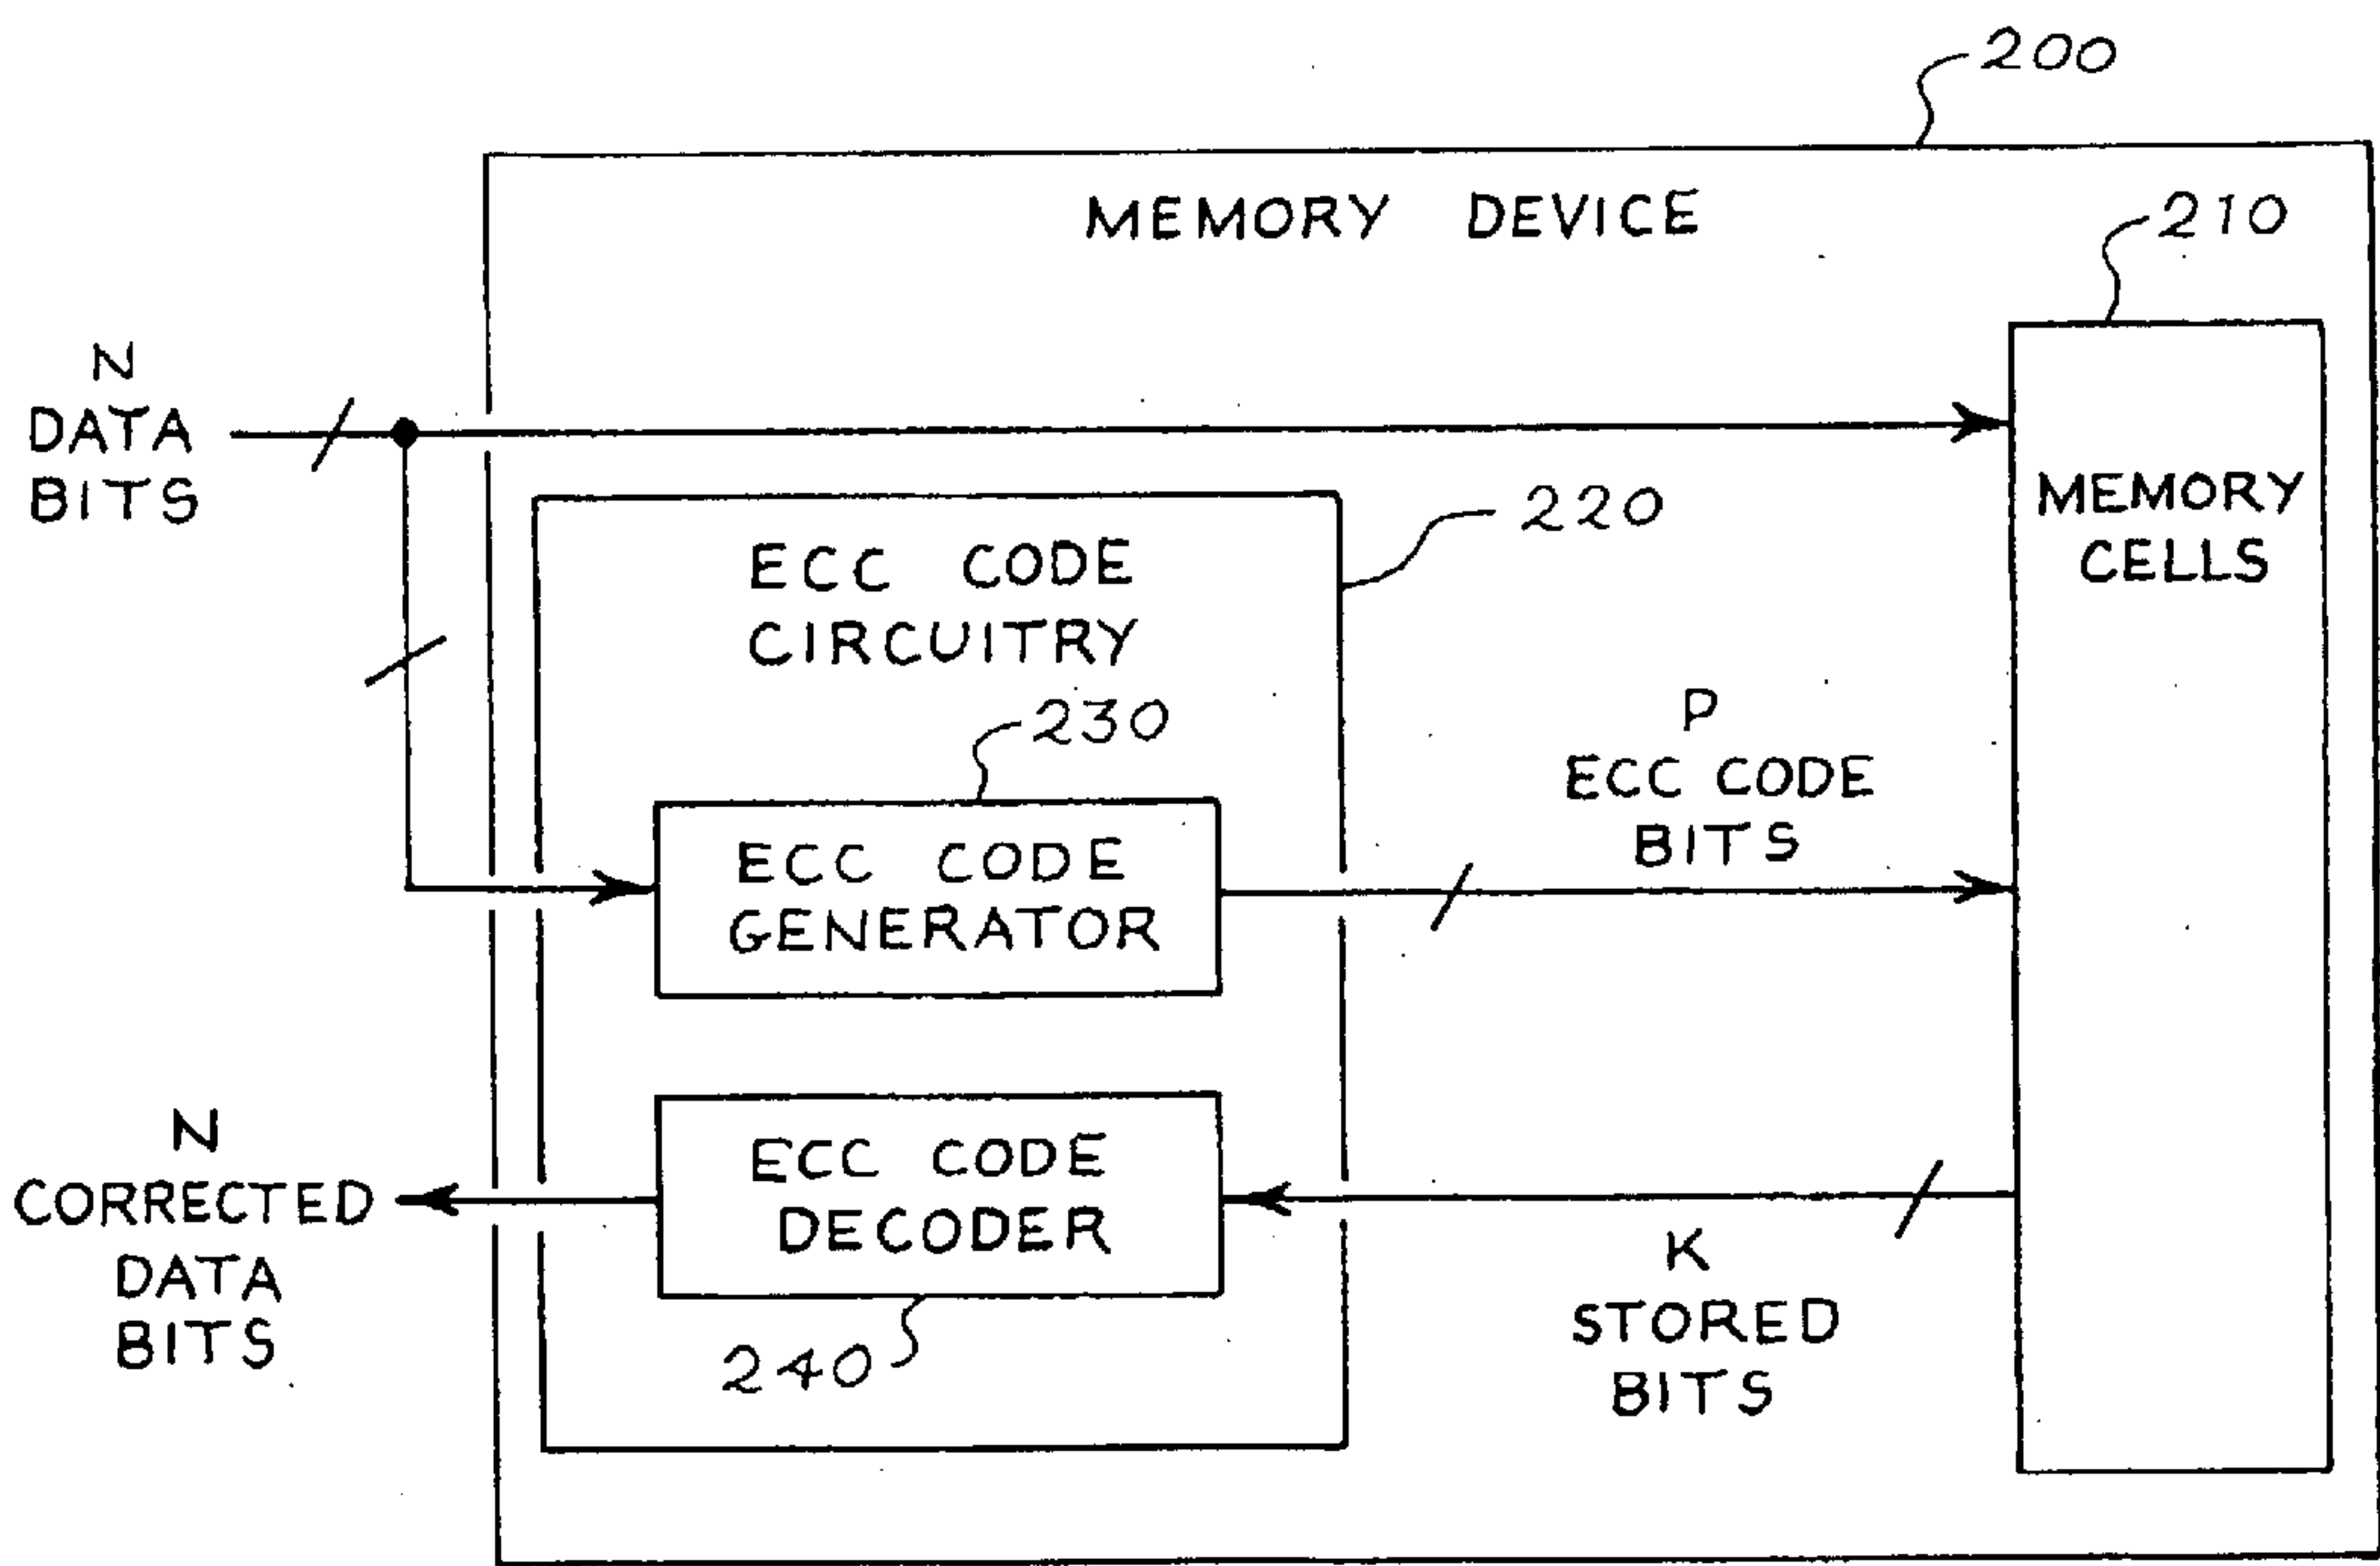 200
MEMORY DEVICE
210
N
DATA
BITS
MEMORY
CELLS
220
ECC CODE
CIRCUITRY
230
P
ECC CODE
BITS
ECC CODE
GENERATOR
N
CORRECTED
DATA
BITS
ECC CODE
DECODER
240
K
STORED
BITS